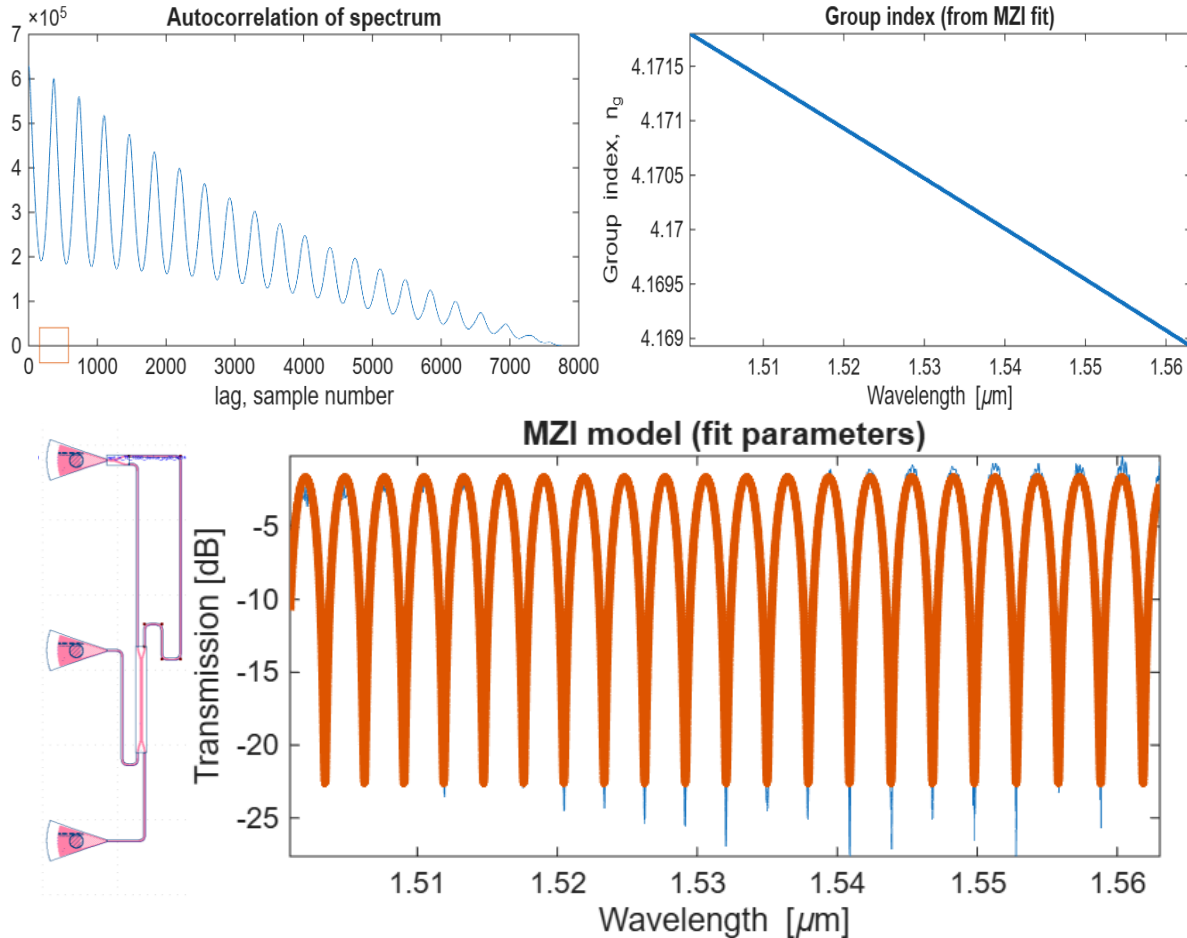 Autocorrelation of spectrum
×10⁵
7
6
5
4
3
2
1
0
0 1000 2000 3000 4000 5000 6000 7000 8000
lag, sample number
Group index (from MZI fit)
Group index, n_g
4.1715
4.171
4.1705
4.17
4.1695
4.169
1.51 1.52 1.53 1.54 1.55 1.56
Wavelength [µm]
MZI model (fit parameters)
Transmission [dB]
-5
-10
-15
-20
-25
1.51 1.52 1.53 1.54 1.55 1.56
Wavelength [µm]